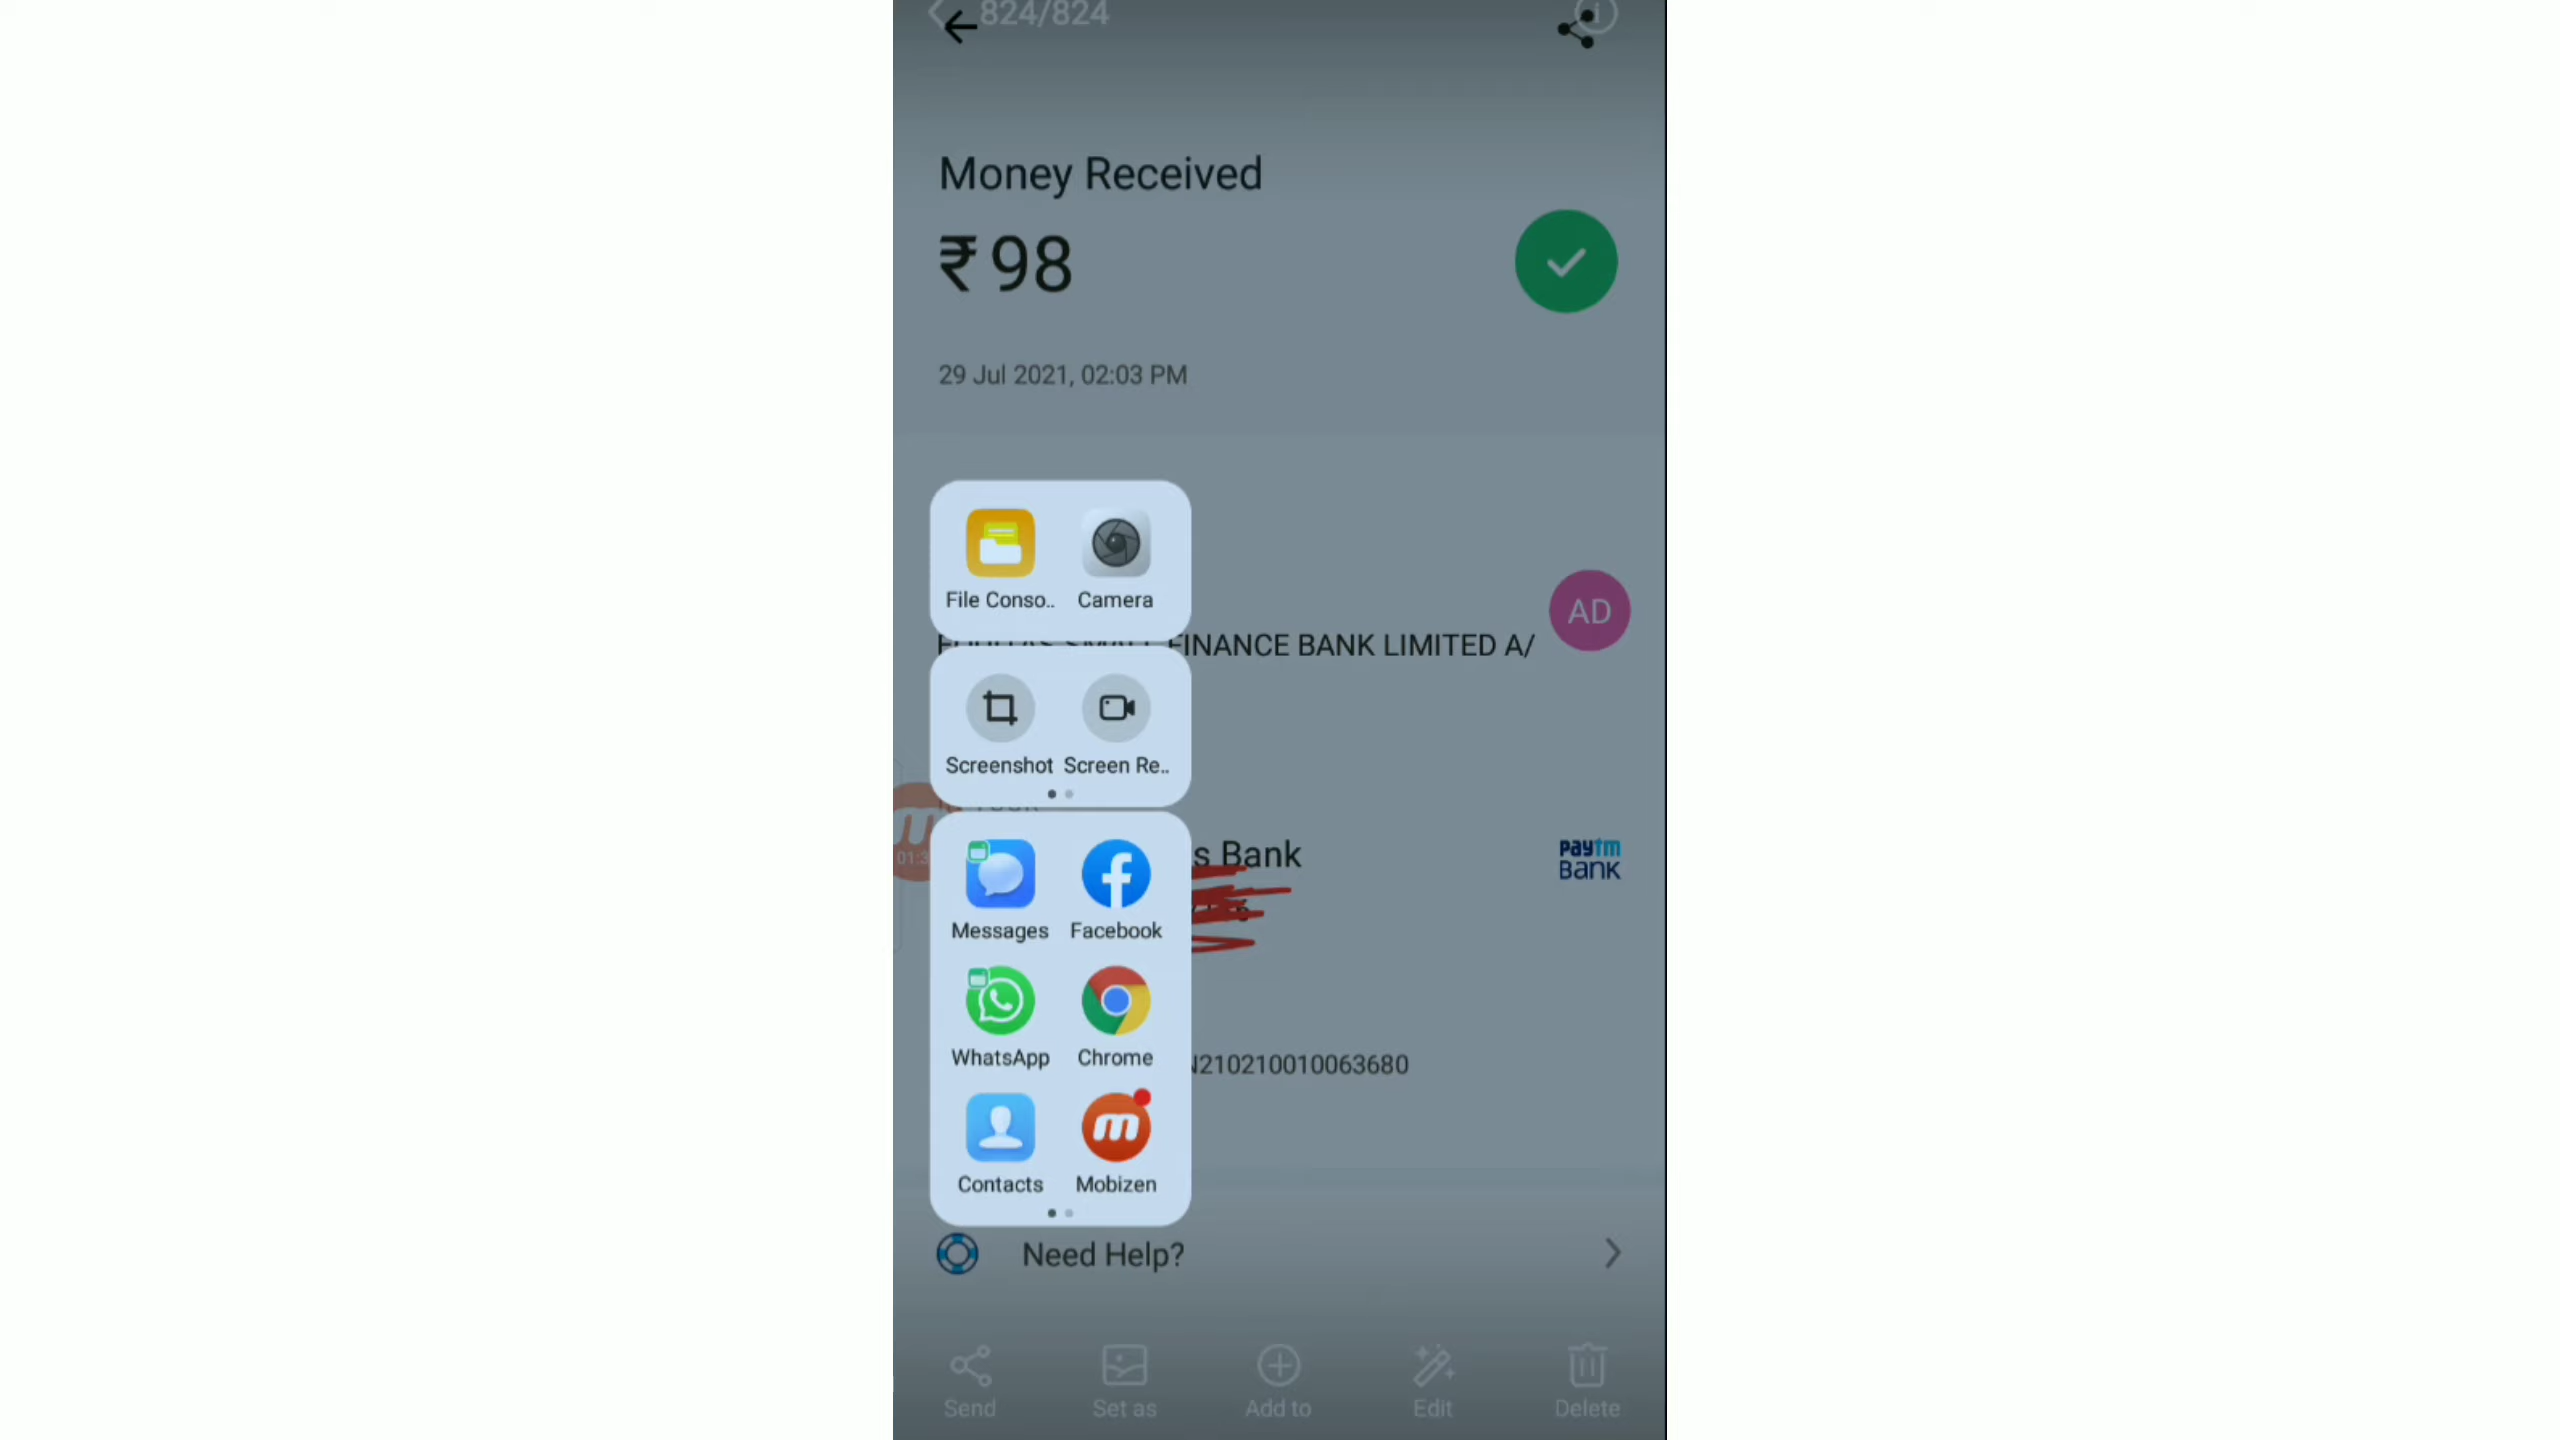 824/824
Money Received
₹98
29 Jul 2021, 02:03 PM
File Conso.. Camera
AD
FINANCE BANK LIMITED A/
Screenshot Screen Re..
01:3
s Bank
paytm
BANK
Messages Facebook
WhatsApp Chrome
N210210010063680
Contacts Mobizen
Need Help?
Send Set as Add to Edit Delete